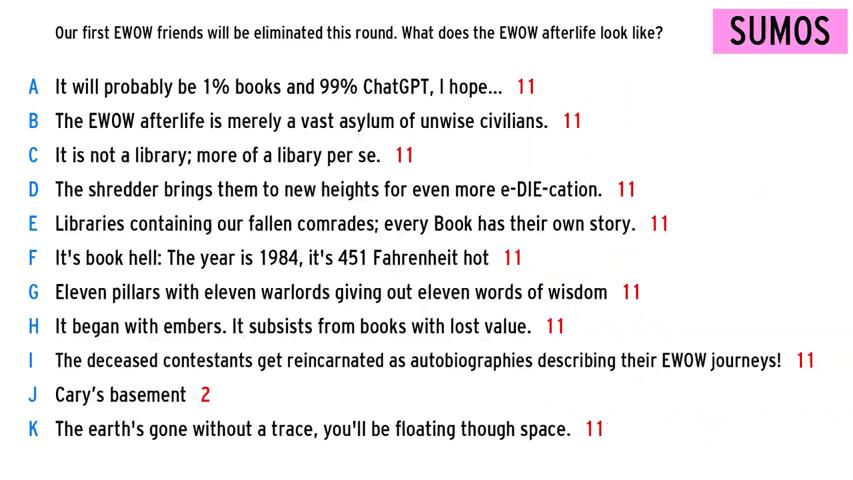 Our first EWOW friends will be eliminated this round. What does the EWOW afterlife look like?
SUMOS
A It will probably be 1% books and 99% ChatGPT, I hope... 11
B The EWOW afterlife is merely a vast asylum of unwise civilians. 11
C It is not a library; more of a libary per se. 11
D The shredder brings them to new heights for even more e-DIE-cation. 11
E Libraries containing our fallen comrades; every Book has their own story. 11
F It's book hell: The year is 1984, it's 451 Fahrenheit hot 11
G Eleven pillars with eleven warlords giving out eleven words of wisdom 11
H It began with embers. It subsists from books with lost value. 11
I The deceased contestants get reincarnated as autobiographies describing their EWOW journeys! 11
J Cary's basement 2
K The earth's gone without a trace, you'll be floating though space. 11